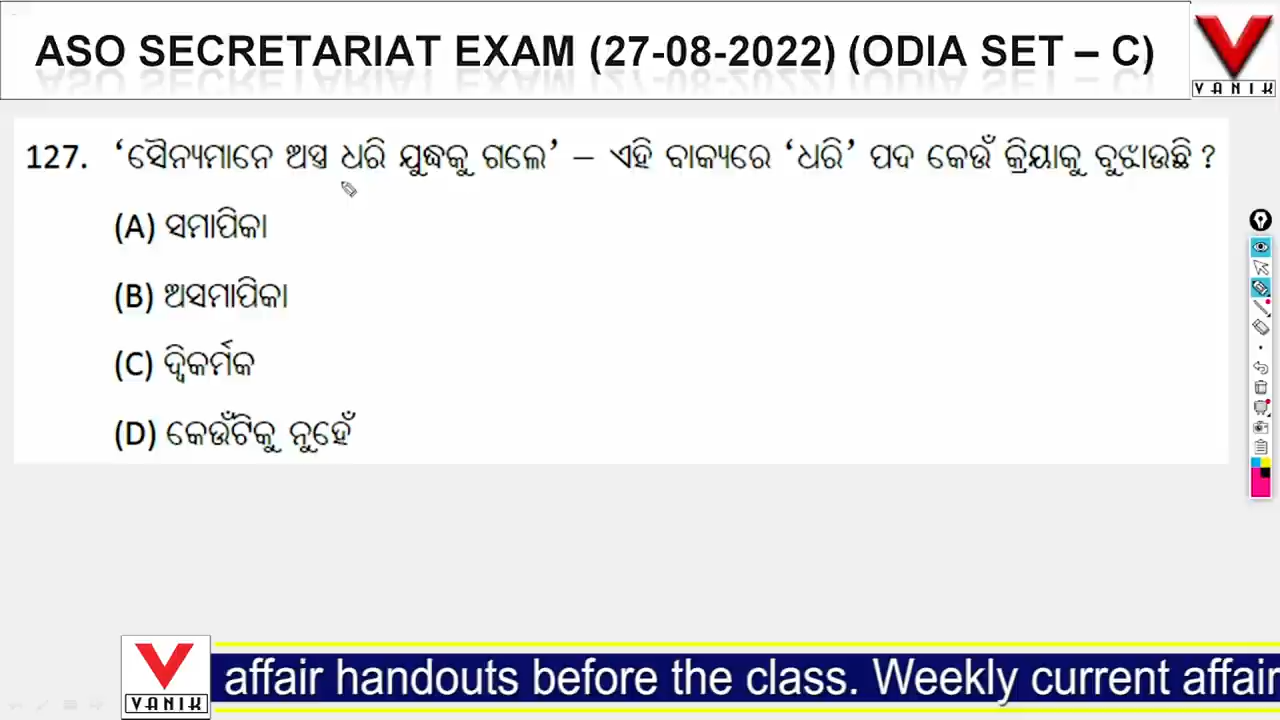 ASO SECRETARIAT EXAM (27-08-2022) (ODIA SET – C)
VANIK
127. ‘ସୈନ୍ୟମାନେ ଅସ୍ତ୍ର ଧରି ଯୁଦ୍ଧକୁ ଗଲେ’ – ଏହି ବାକ୍ୟରେ ‘ଧରି’ ପଦ କେଉଁ କ୍ରିୟାକୁ ବୁଝାଉଛି ?
(A) ସମାପିକା
(B) ଅସମାପିକା
(C) ଦ୍ୱିକର୍ମକ
(D) କେଉଁଟିକୁ ନୁହେଁ
affair handouts before the class. Weekly current affair
VANIK